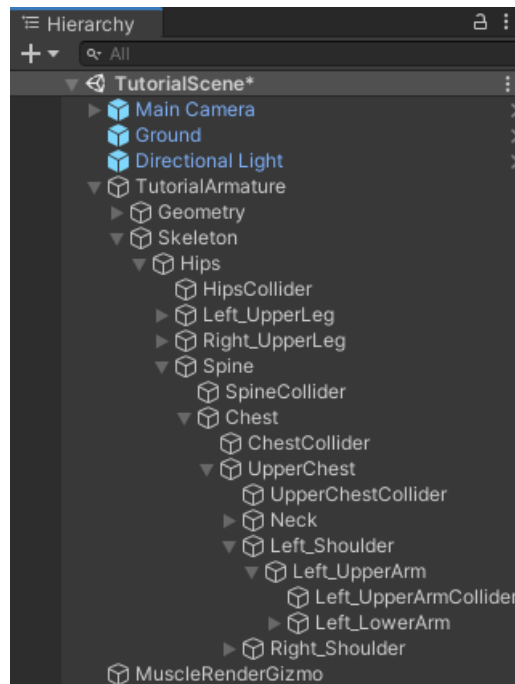 Hierarchy
All
TutorialScene*
Main Camera
Ground
Directional Light
TutorialArmature
Geometry
Skeleton
Hips
HipsCollider
Left_UpperLeg
Right_UpperLeg
Spine
SpineCollider
Chest
ChestCollider
UpperChest
UpperChestCollider
Neck
Left_Shoulder
Left_UpperArm
Left_UpperArmCollider
Left_LowerArm
Right_Shoulder
MuscleRenderGizmo